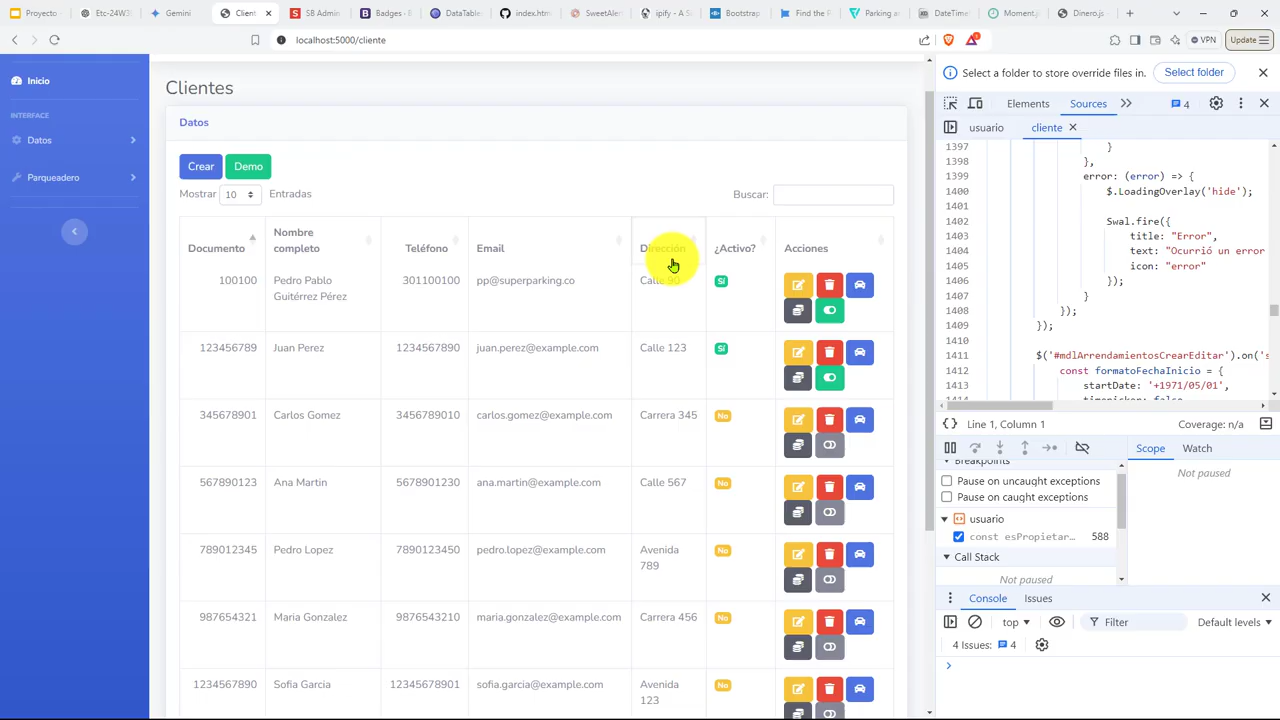 Proyecto
Etc-24W3
Gemini
Client
SB Admin
Badges - B
DataTable
index.htm
SweetAler
ipify - A S
Bootstrap
Find the F
Parking a
DateTime
Moment.j
Dinero.js
localhost:5000/cliente
VPN
Update
Inicio
INTERFACE
Datos
Parqueadero
Clientes
Datos
Crear
Demo
Mostrar 10 Entradas
Buscar:
Documento
Nombre completo
Teléfono
Email
Dirección
¿Activo?
Acciones
100100
Pedro Pablo
Guitérrez Pérez
301100100
pp@superparking.co
Calle 90
Sí
123456789
Juan Perez
1234567890
juan.perez@example.com
Calle 123
Sí
345678901
Carlos Gomez
3456789010
carlos.gomez@example.com
Carrera 345
No
567890123
Ana Martin
5678901230
ana.martin@example.com
Calle 567
No
789012345
Pedro Lopez
7890123450
pedro.lopez@example.com
Avenida
789
No
987654321
Maria Gonzalez
9876543210
maria.gonzalez@example.com
Carrera 456
No
1234567890
Sofia Garcia
12345678901
sofia.garcia@example.com
Avenida
123
No
Select a folder to store override files in.
Select folder
Elements
Sources
4
usuario
cliente
1397 }
1398 },
1399 error: (error) => {
1400 $.LoadingOverlay('hide');
1401
1402 Swal.fire({
1403 title: "Error",
1404 text: "Ocurrió un error
1405 icon: "error"
1406 });
1407 }
1408 });
1409 });
1410
1411 $('#mdlArrendamientosCrearEditar').on('s
1412 const formatoFechaInicio = {
1413 startDate: '+1971/05/01',
1414 timepicker: false,
Line 1, Column 1
Coverage: n/a
Scope
Watch
Not paused
Breakpoints
Pause on uncaught exceptions
Pause on caught exceptions
usuario
const esPropietar… 588
Call Stack
Not paused
Console
Issues
top
Filter
Default levels
4 Issues: 4